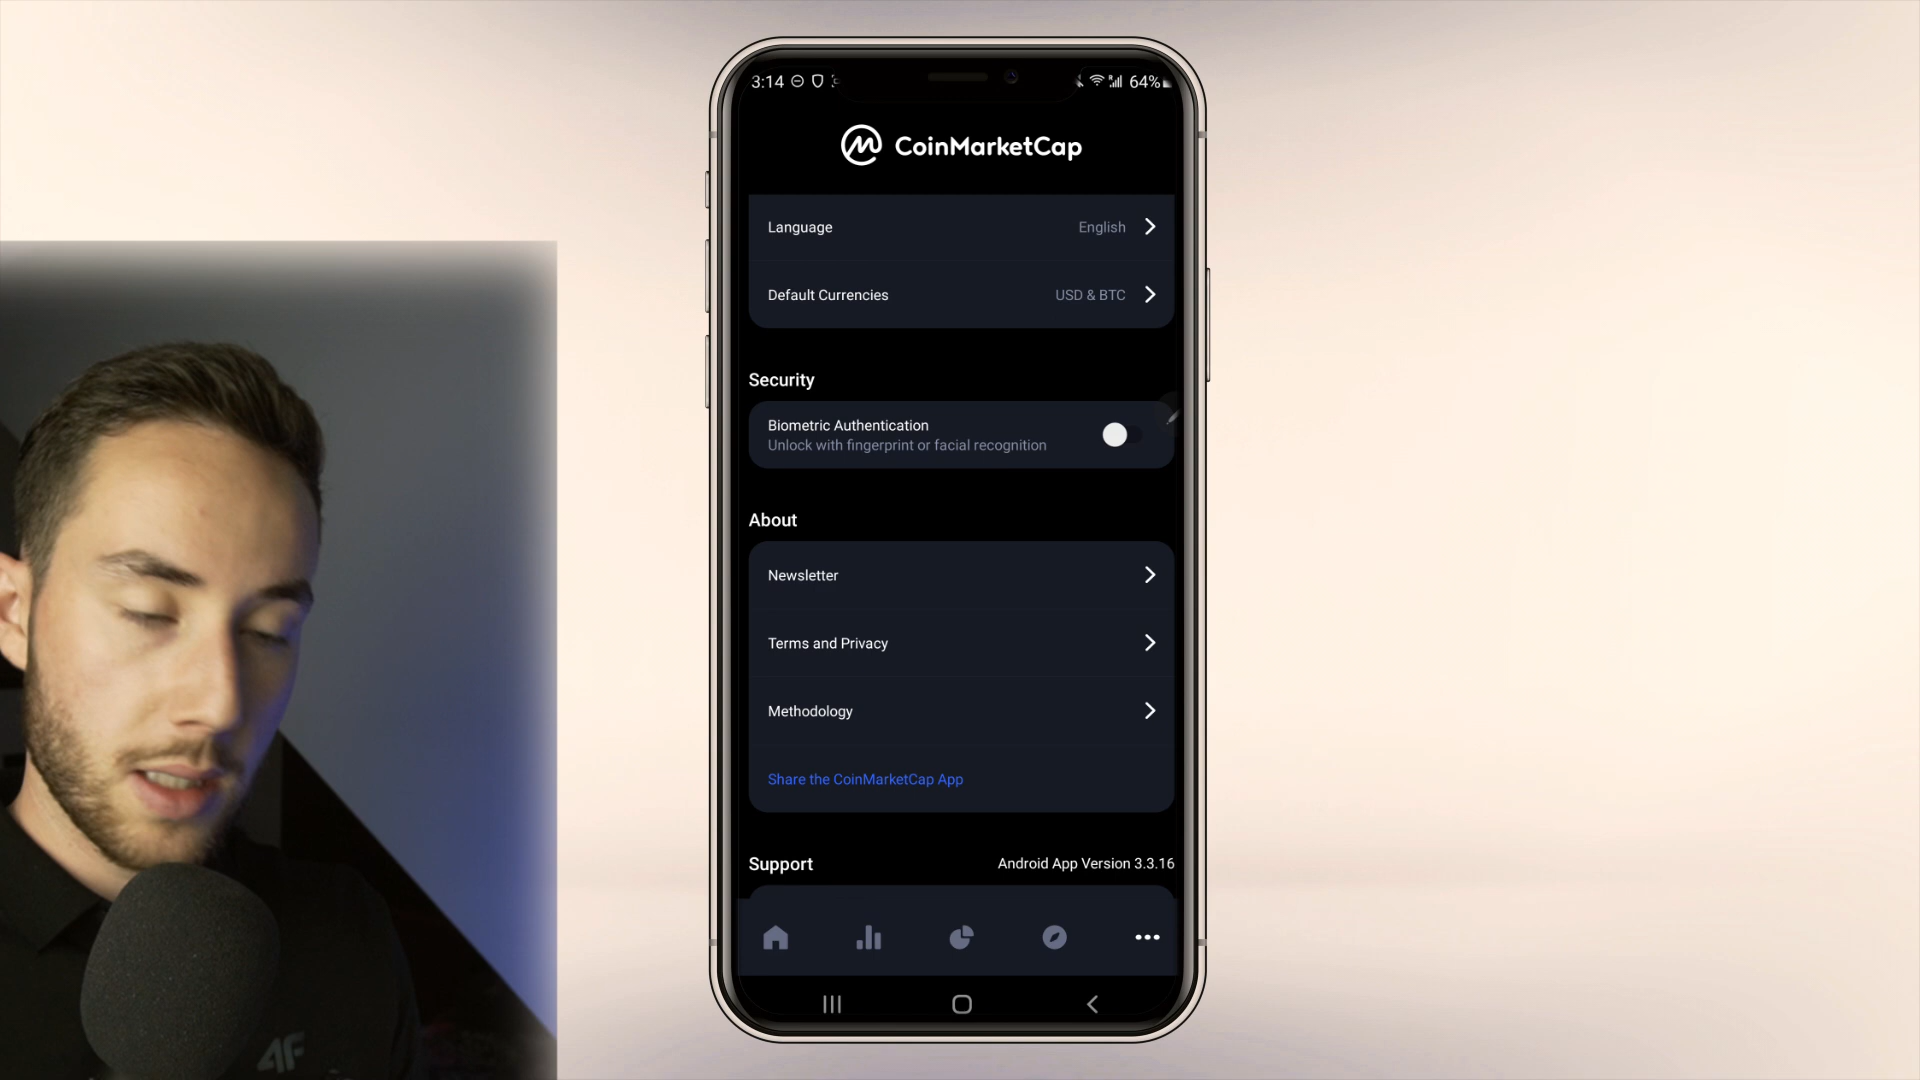 3:14
64%
CoinMarketCap
Language English
Default Currencies USD & BTC
Security
Biometric Authentication
Unlock with fingerprint or facial recognition
About
Newsletter
Terms and Privacy
Methodology
Share the CoinMarketCap App
Support Android App Version 3.3.16
4F